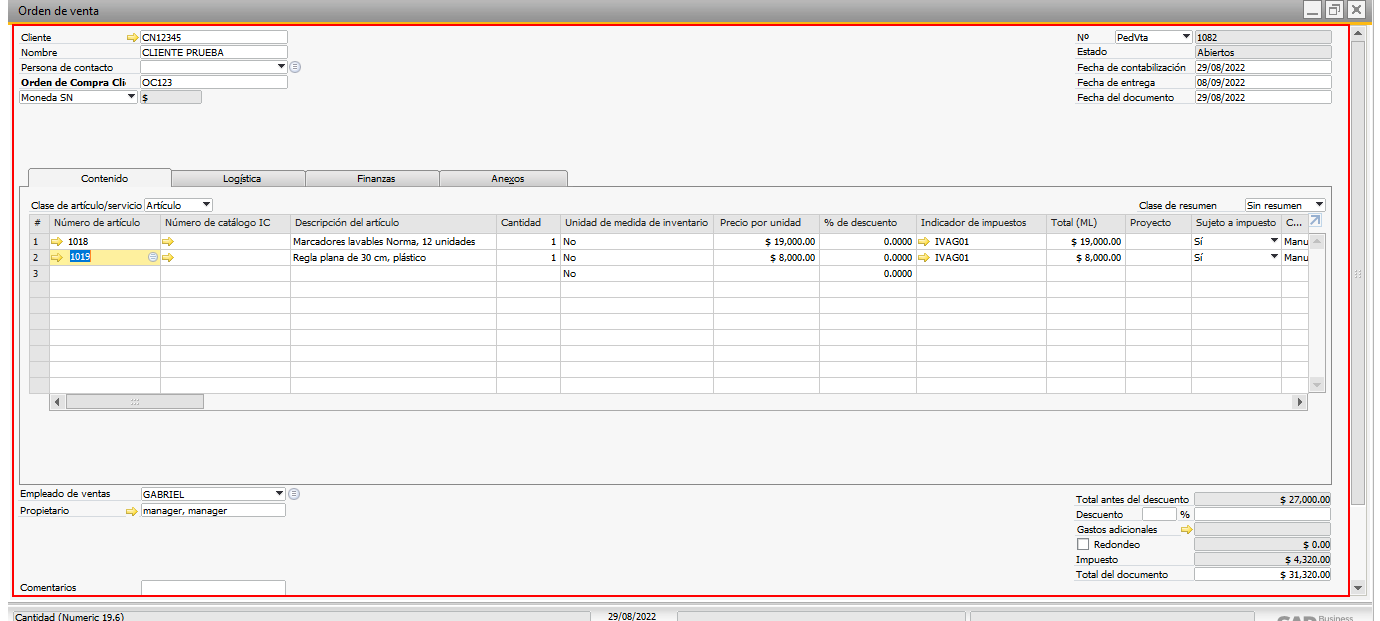 Orden de venta
Cliente CN12345
Nombre CLIENTE PRUEBA
Persona de contacto
Orden de Compra Cli OC123
Moneda SN $
Nº PedVta 1082
Estado Abiertos
Fecha de contabilización 29/08/2022
Fecha de entrega 08/09/2022
Fecha del documento 29/08/2022
Contenido Logística Finanzas Anexos
Clase de artículo/servicio Artículo Clase de resumen Sin resumen
# Número de artículo Número de catálogo IC Descripción del artículo Cantidad Unidad de medida de inventario Precio por unidad % de descuento Indicador de impuestos Total (ML) Proyecto Sujeto a impuesto C...
1 1018 Marcadores lavables Norma, 12 unidades 1 No $ 19,000.00 0.0000 IVAG01 $ 19,000.00 Sí Manu
2 1019 Regla plana de 30 cm, plástico 1 No $ 8,000.00 0.0000 IVAG01 $ 8,000.00 Sí Manu
3 No 0.0000
Empleado de ventas GABRIEL
Propietario manager, manager
Comentarios
Total antes del descuento $ 27,000.00
Descuento %
Gastos adicionales
Redondeo $ 0.00
Impuesto $ 4,320.00
Total del documento $ 31,320.00
Cantidad (Numeric 19.6) 29/08/2022 SAP Business